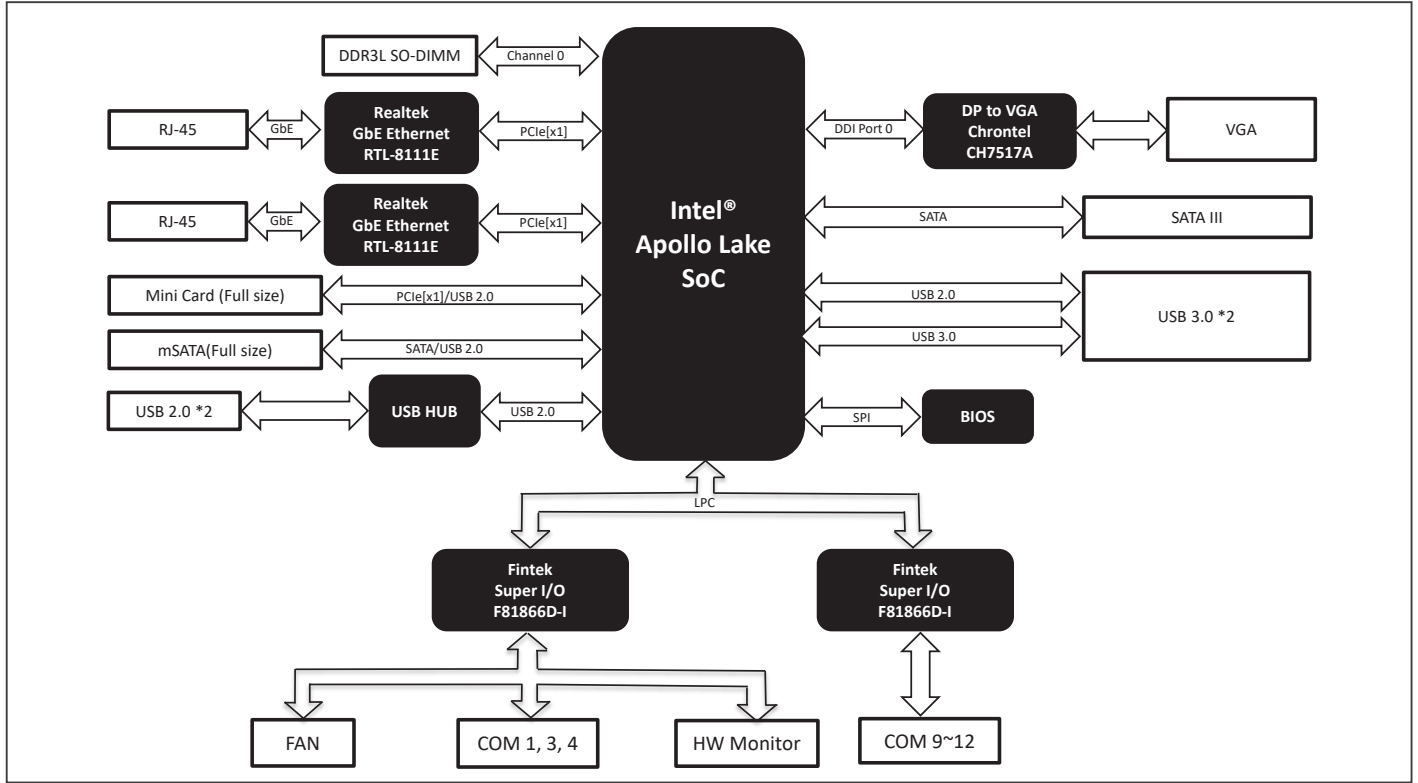 DDR3L SO-DIMM
Channel 0
RJ-45
GbE
Realtek
GbE Ethernet
RTL-8111E
PCIe[x1]
RJ-45
GbE
Realtek
GbE Ethernet
RTL-8111E
PCIe[x1]
Mini Card (Full size)
PCIe[x1]/USB 2.0
mSATA(Full size)
SATA/USB 2.0
USB 2.0 *2
USB HUB
USB 2.0
Intel®
Apollo Lake
SoC
DDI Port 0
DP to VGA
Chrontel
CH7517A
VGA
SATA
SATA III
USB 2.0
USB 3.0
USB 3.0 *2
SPI
BIOS
LPC
Fintek
Super I/O
F81866D-I
Fintek
Super I/O
F81866D-I
FAN
COM 1, 3, 4
HW Monitor
COM 9~12